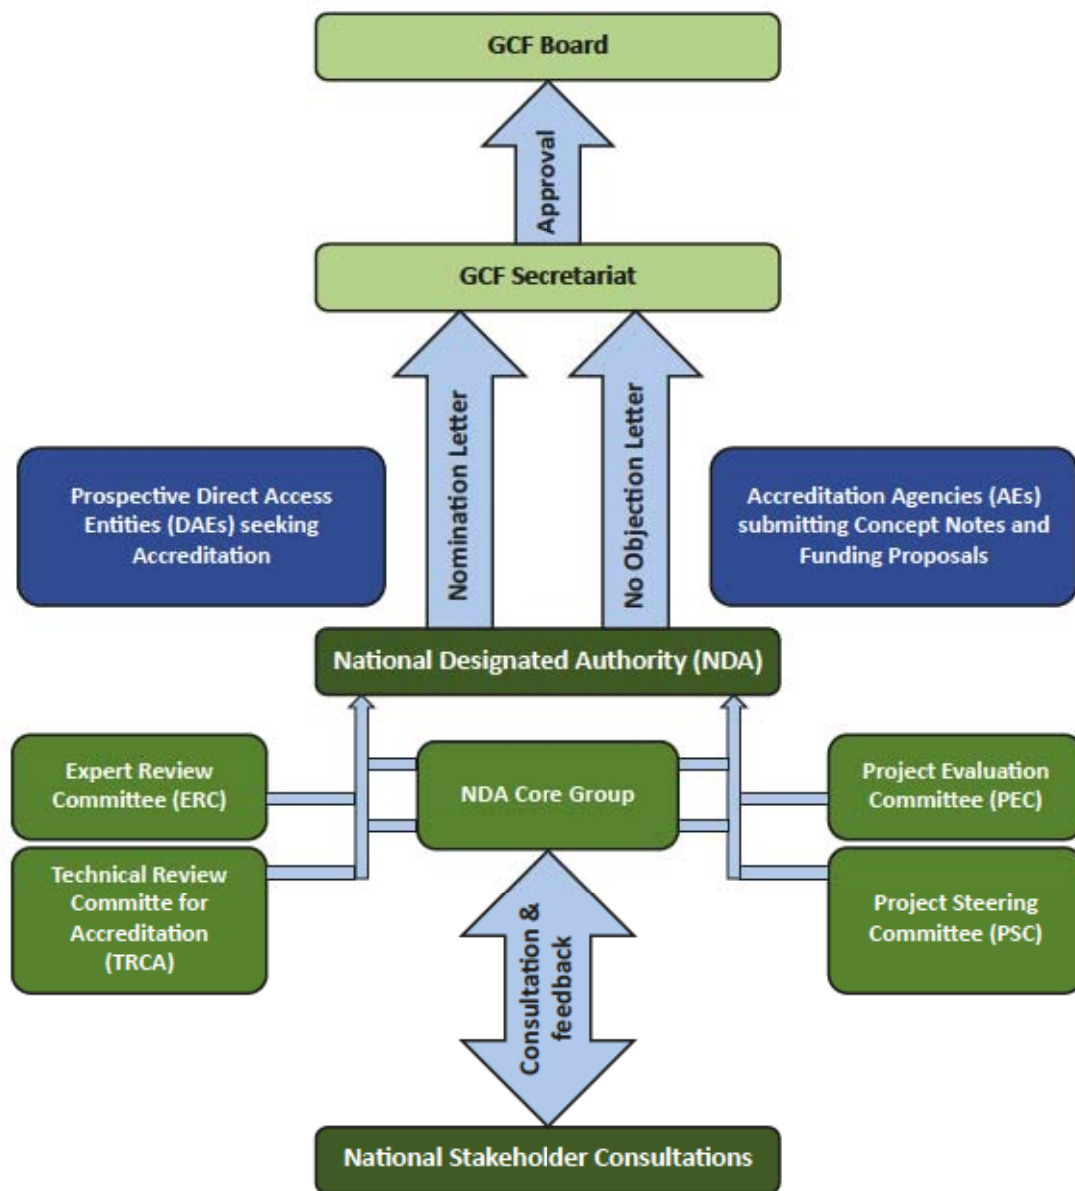 GCF Board
Approval
GCF Secretariat
Nomination Letter
No Objection Letter
Prospective Direct Access
Entities (DAEs) seeking
Accreditation
Accreditation Agencies (AEs)
submitting Concept Notes and
Funding Proposals
National Designated Authority (NDA)
Expert Review
Committee (ERC)
NDA Core Group
Project Evaluation
Committee (PEC)
Technical Review
Committe for
Accreditation
(TRCA)
Project Steering
Committee (PSC)
Consultation &
feedback
National Stakeholder Consultations